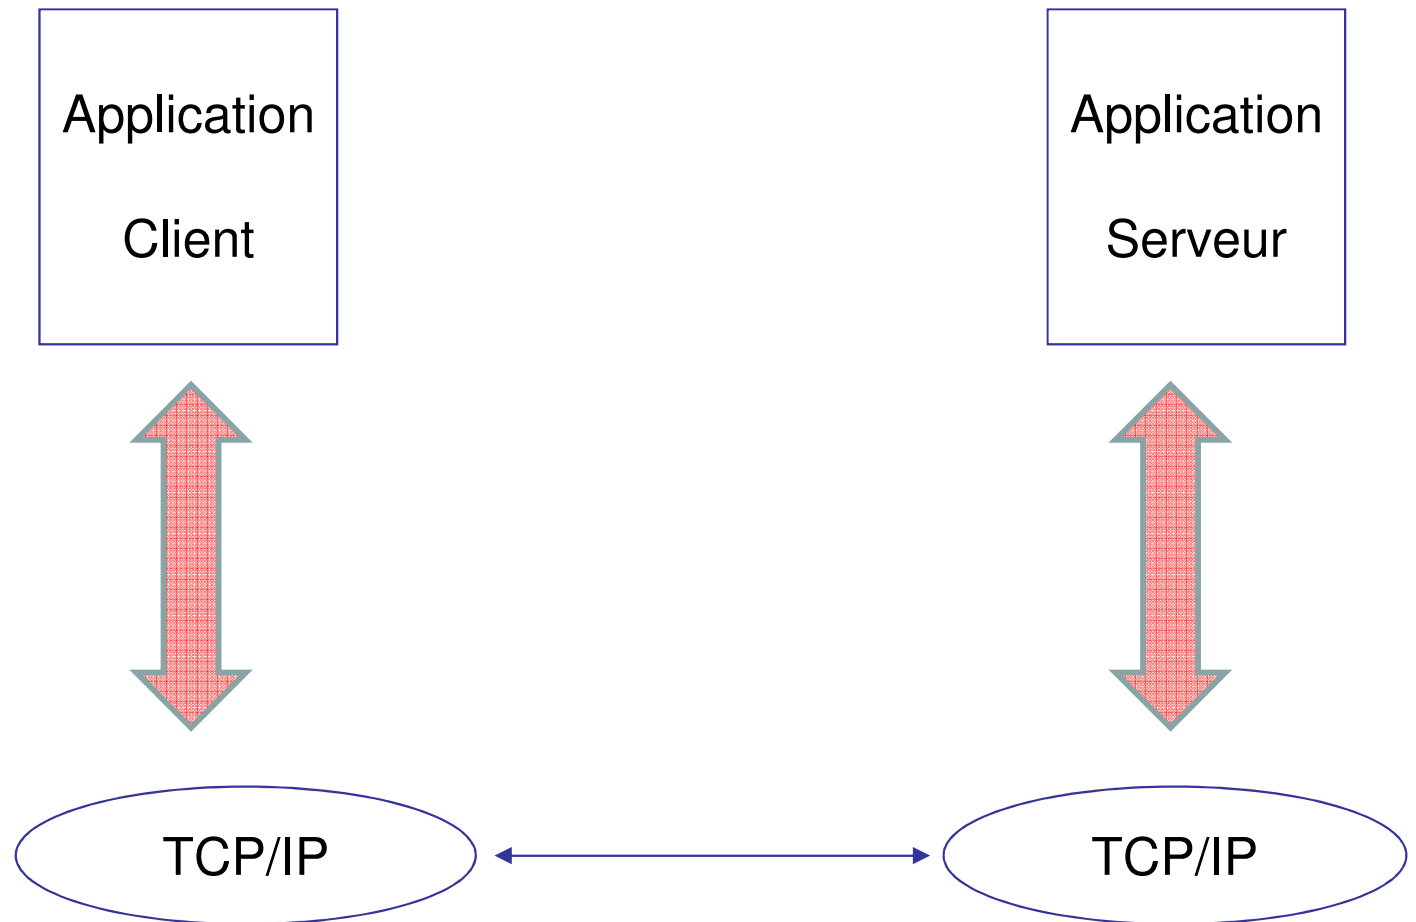 Application
Client
Application
Serveur
TCP/IP
TCP/IP